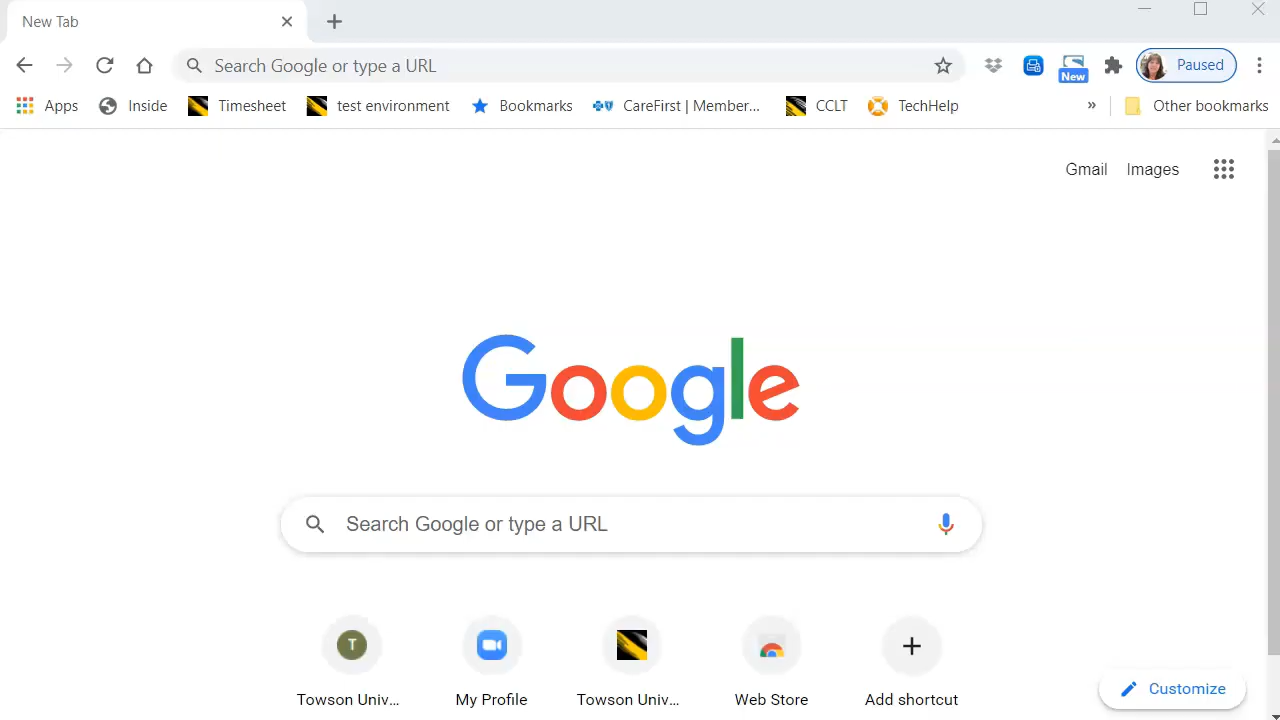 New Tab
Search Google or type a URL
New
Paused
Apps
Inside
Timesheet
test environment
Bookmarks
CareFirst | Member...
CCLT
TechHelp
»
Other bookmarks
Gmail
Images
Google
Search Google or type a URL
T
Towson Univ...
My Profile
Towson Univ...
Web Store
Add shortcut
Customize